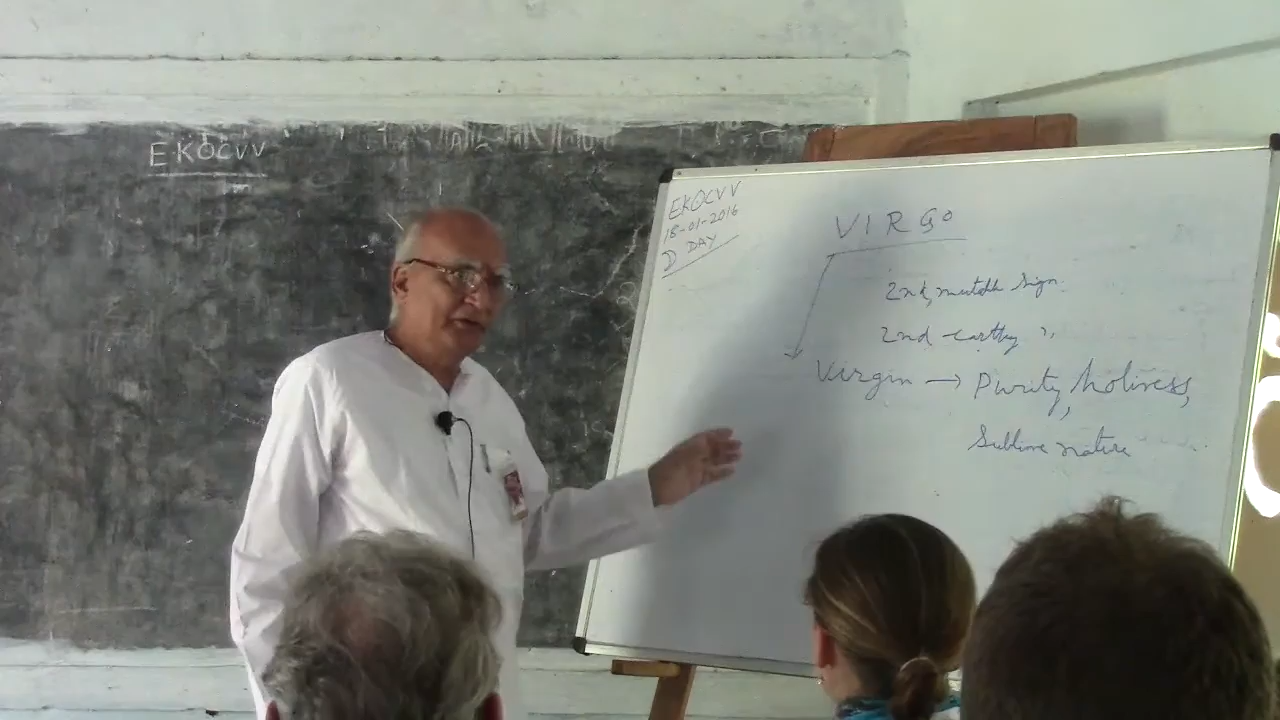 EKOCVV
EKOCVV
18-01-2016
D DAY
VIRGO
2nd, mutable sign
2nd earthy "
Virgin → Purity, holiness,
Sublime nature